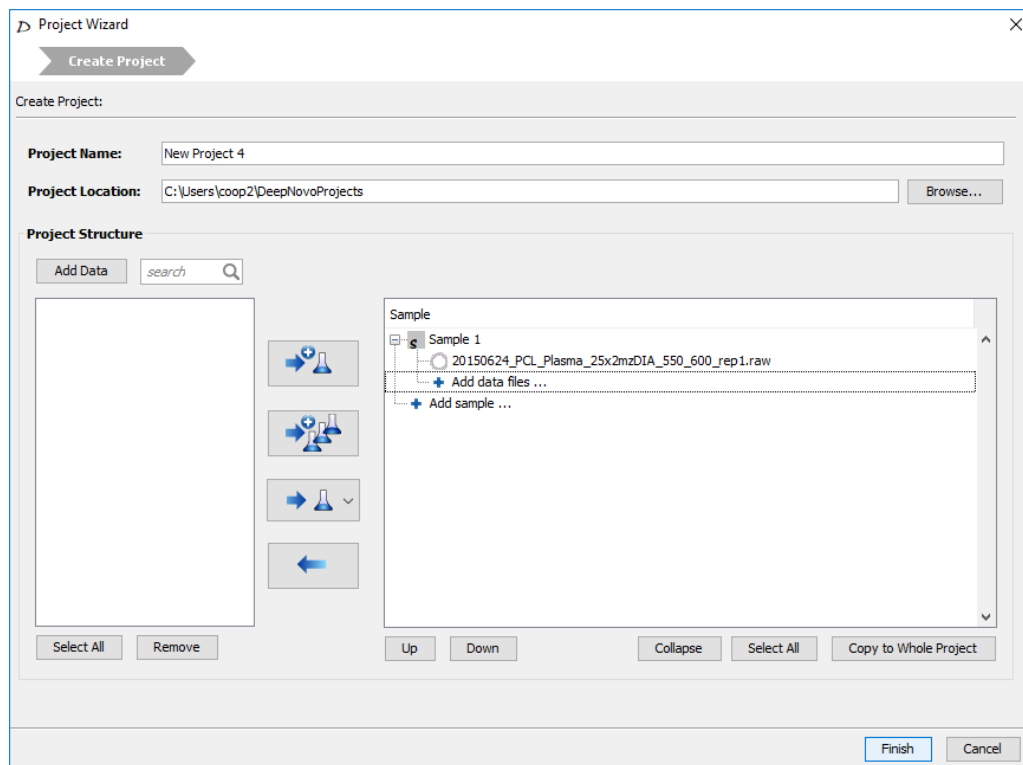 Project Wizard
Create Project
Create Project:
Project Name: New Project 4
Project Location: C:\Users\coop2\DeepNovoProjects Browse...
Project Structure
Add Data search
Sample
s Sample 1
20150624_PCL_Plasma_25x2mzDIA_550_600_rep1.raw
Add data files ...
Add sample ...
Select All Remove Up Down Collapse Select All Copy to Whole Project
Finish Cancel